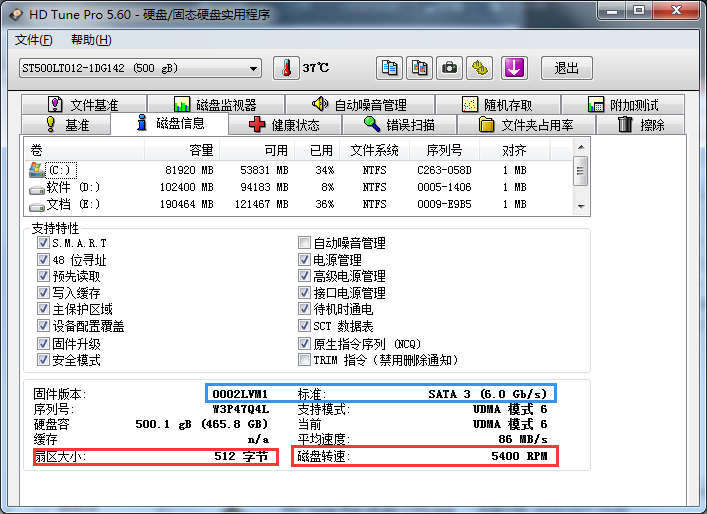 HD Tune Pro 5.60 - 硬盘/固态硬盘实用程序
文件(F) 帮助(H)
ST500LT012-1DG142 (500 gB) 37℃ 退出
文件基准 磁盘监视器 自动噪音管理 随机存取 附加测试
基准 磁盘信息 健康状态 错误扫描 文件夹占用率 擦除
卷 容量 可用 已用 文件系统 序列号 对齐
(C:) 81920 MB 53831 MB 34% NTFS C263-058D 1 MB
软件 (D:) 102400 MB 94183 MB 8% NTFS 0005-1406 1 MB
文档 (E:) 190464 MB 121467 MB 36% NTFS 0009-E9B5 1 MB
支持特性
S.M.A.R.T 自动噪音管理
48 位寻址 电源管理
预先读取 高级电源管理
写入缓存 接口电源管理
主保护区域 待机时通电
设备配置覆盖 SCT 数据表
固件升级 原生指令序列 (NCQ)
安全模式 TRIM 指令（禁用删除通知）
固件版本: 0002LVM1 标准: SATA 3 (6.0 Gb/s)
序列号: W3P47Q4L 支持模式: UDMA 模式 6
硬盘容 500.1 gB (465.8 GB) 当前 UDMA 模式 6
缓存 n/a 平均速度: 86 MB/s
扇区大小: 512 字节 磁盘转速: 5400 RPM